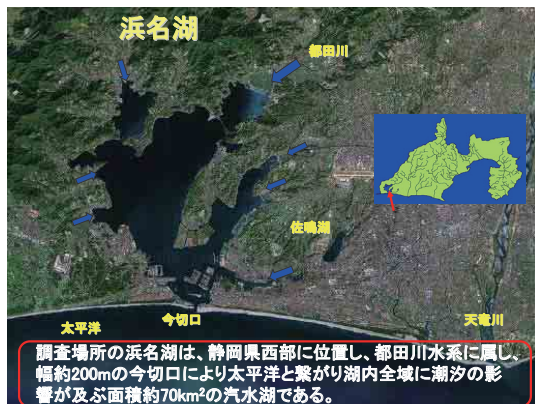 浜名湖
都田川
佐鳴湖
太平洋
今切口
天竜川
調査場所の浜名湖は、静岡県西部に位置し、都田川水系に属し、
幅約200mの今切口により太平洋と繋がり湖内全域に潮汐の影
響が及ぶ面積約70km²の汽水湖である。